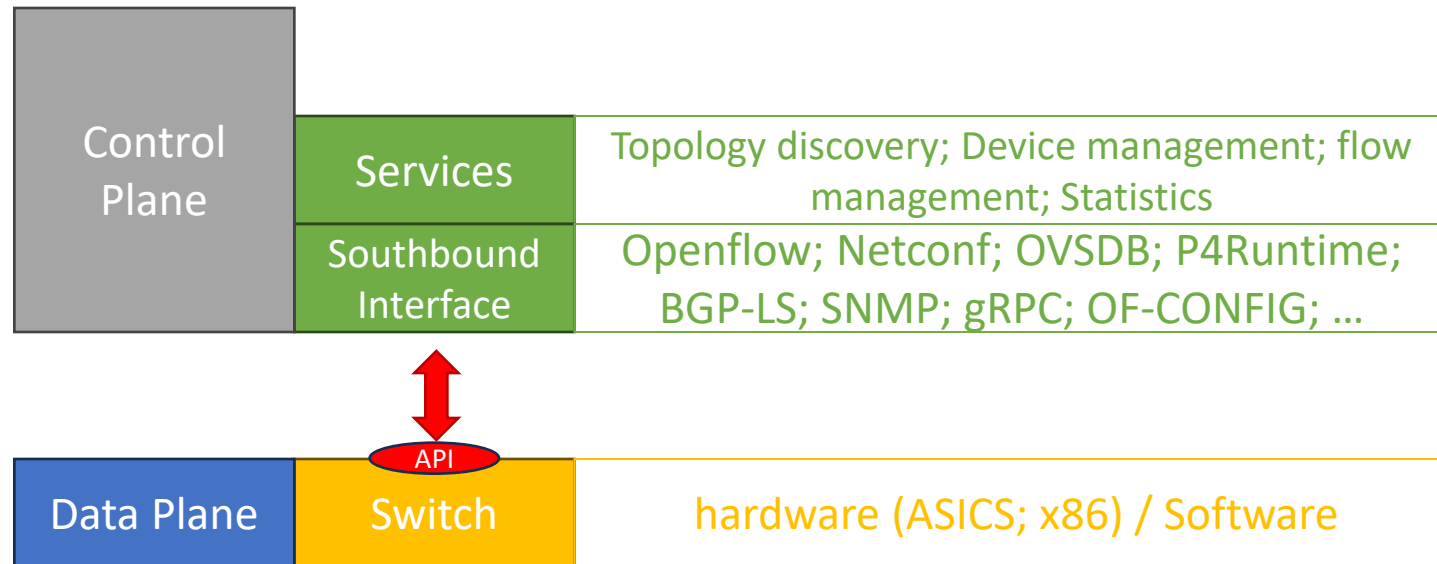 Control
Plane
Services
Topology discovery; Device management; flow
management; Statistics
Southbound
Interface
Openflow; Netconf; OVSDB; P4Runtime;
BGP-LS; SNMP; gRPC; OF-CONFIG; …
API
Data Plane
Switch
hardware (ASICS; x86) / Software